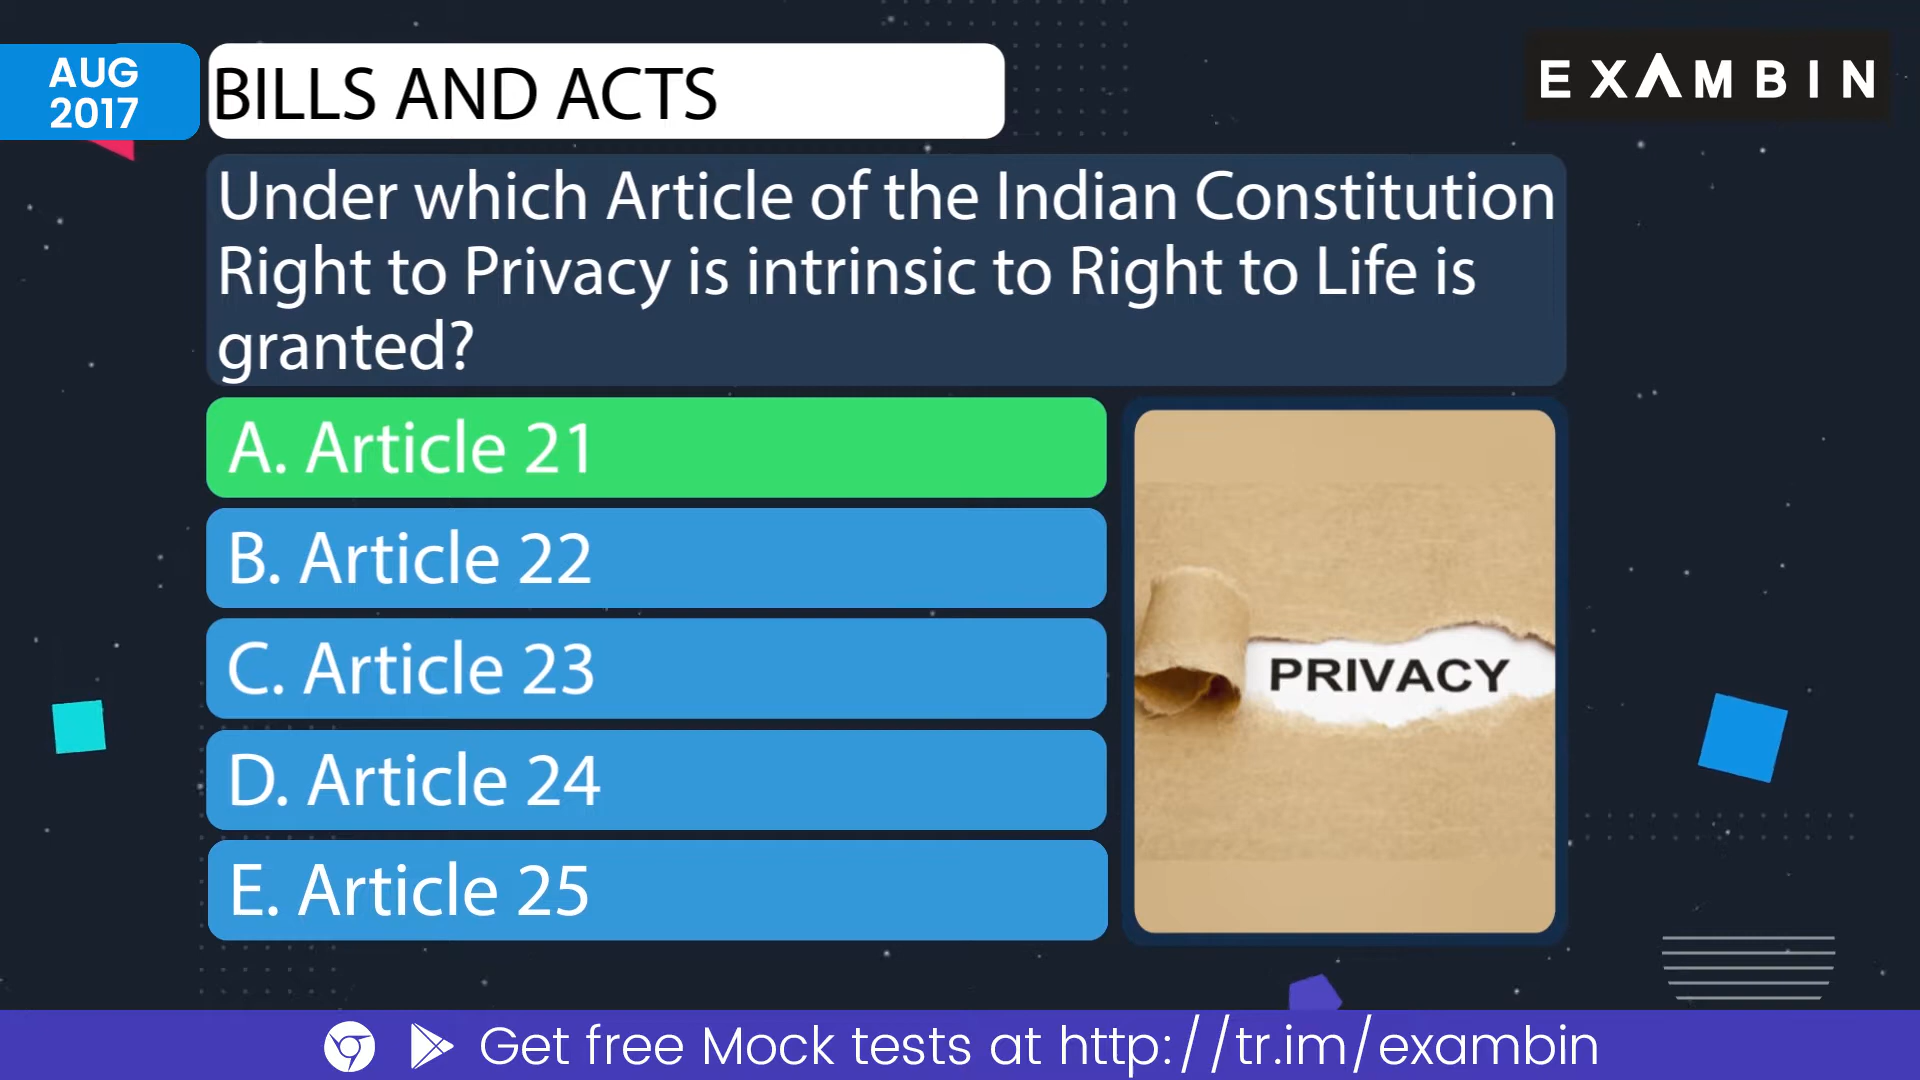 AUG
2017
BILLS AND ACTS
EXAMBIN
Under which Article of the Indian Constitution
Right to Privacy is intrinsic to Right to Life is
granted?
A. Article 21
B. Article 22
C. Article 23
D. Article 24
E. Article 25
PRIVACY
Get free Mock tests at http://tr.im/exambin